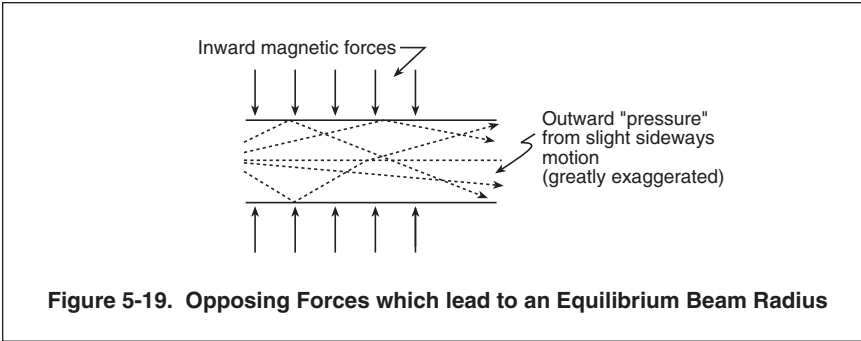 Inward magnetic forces
Outward "pressure"
from slight sideways
motion
(greatly exaggerated)
Figure 5-19. Opposing Forces which lead to an Equilibrium Beam Radius